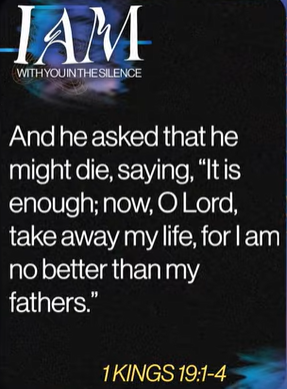 I AM
WITH YOU IN THE SILENCE
And he asked that he
might die, saying, “It is
enough; now, O Lord,
take away my life, for I am
no better than my
fathers.”
1 KINGS 19:1-4